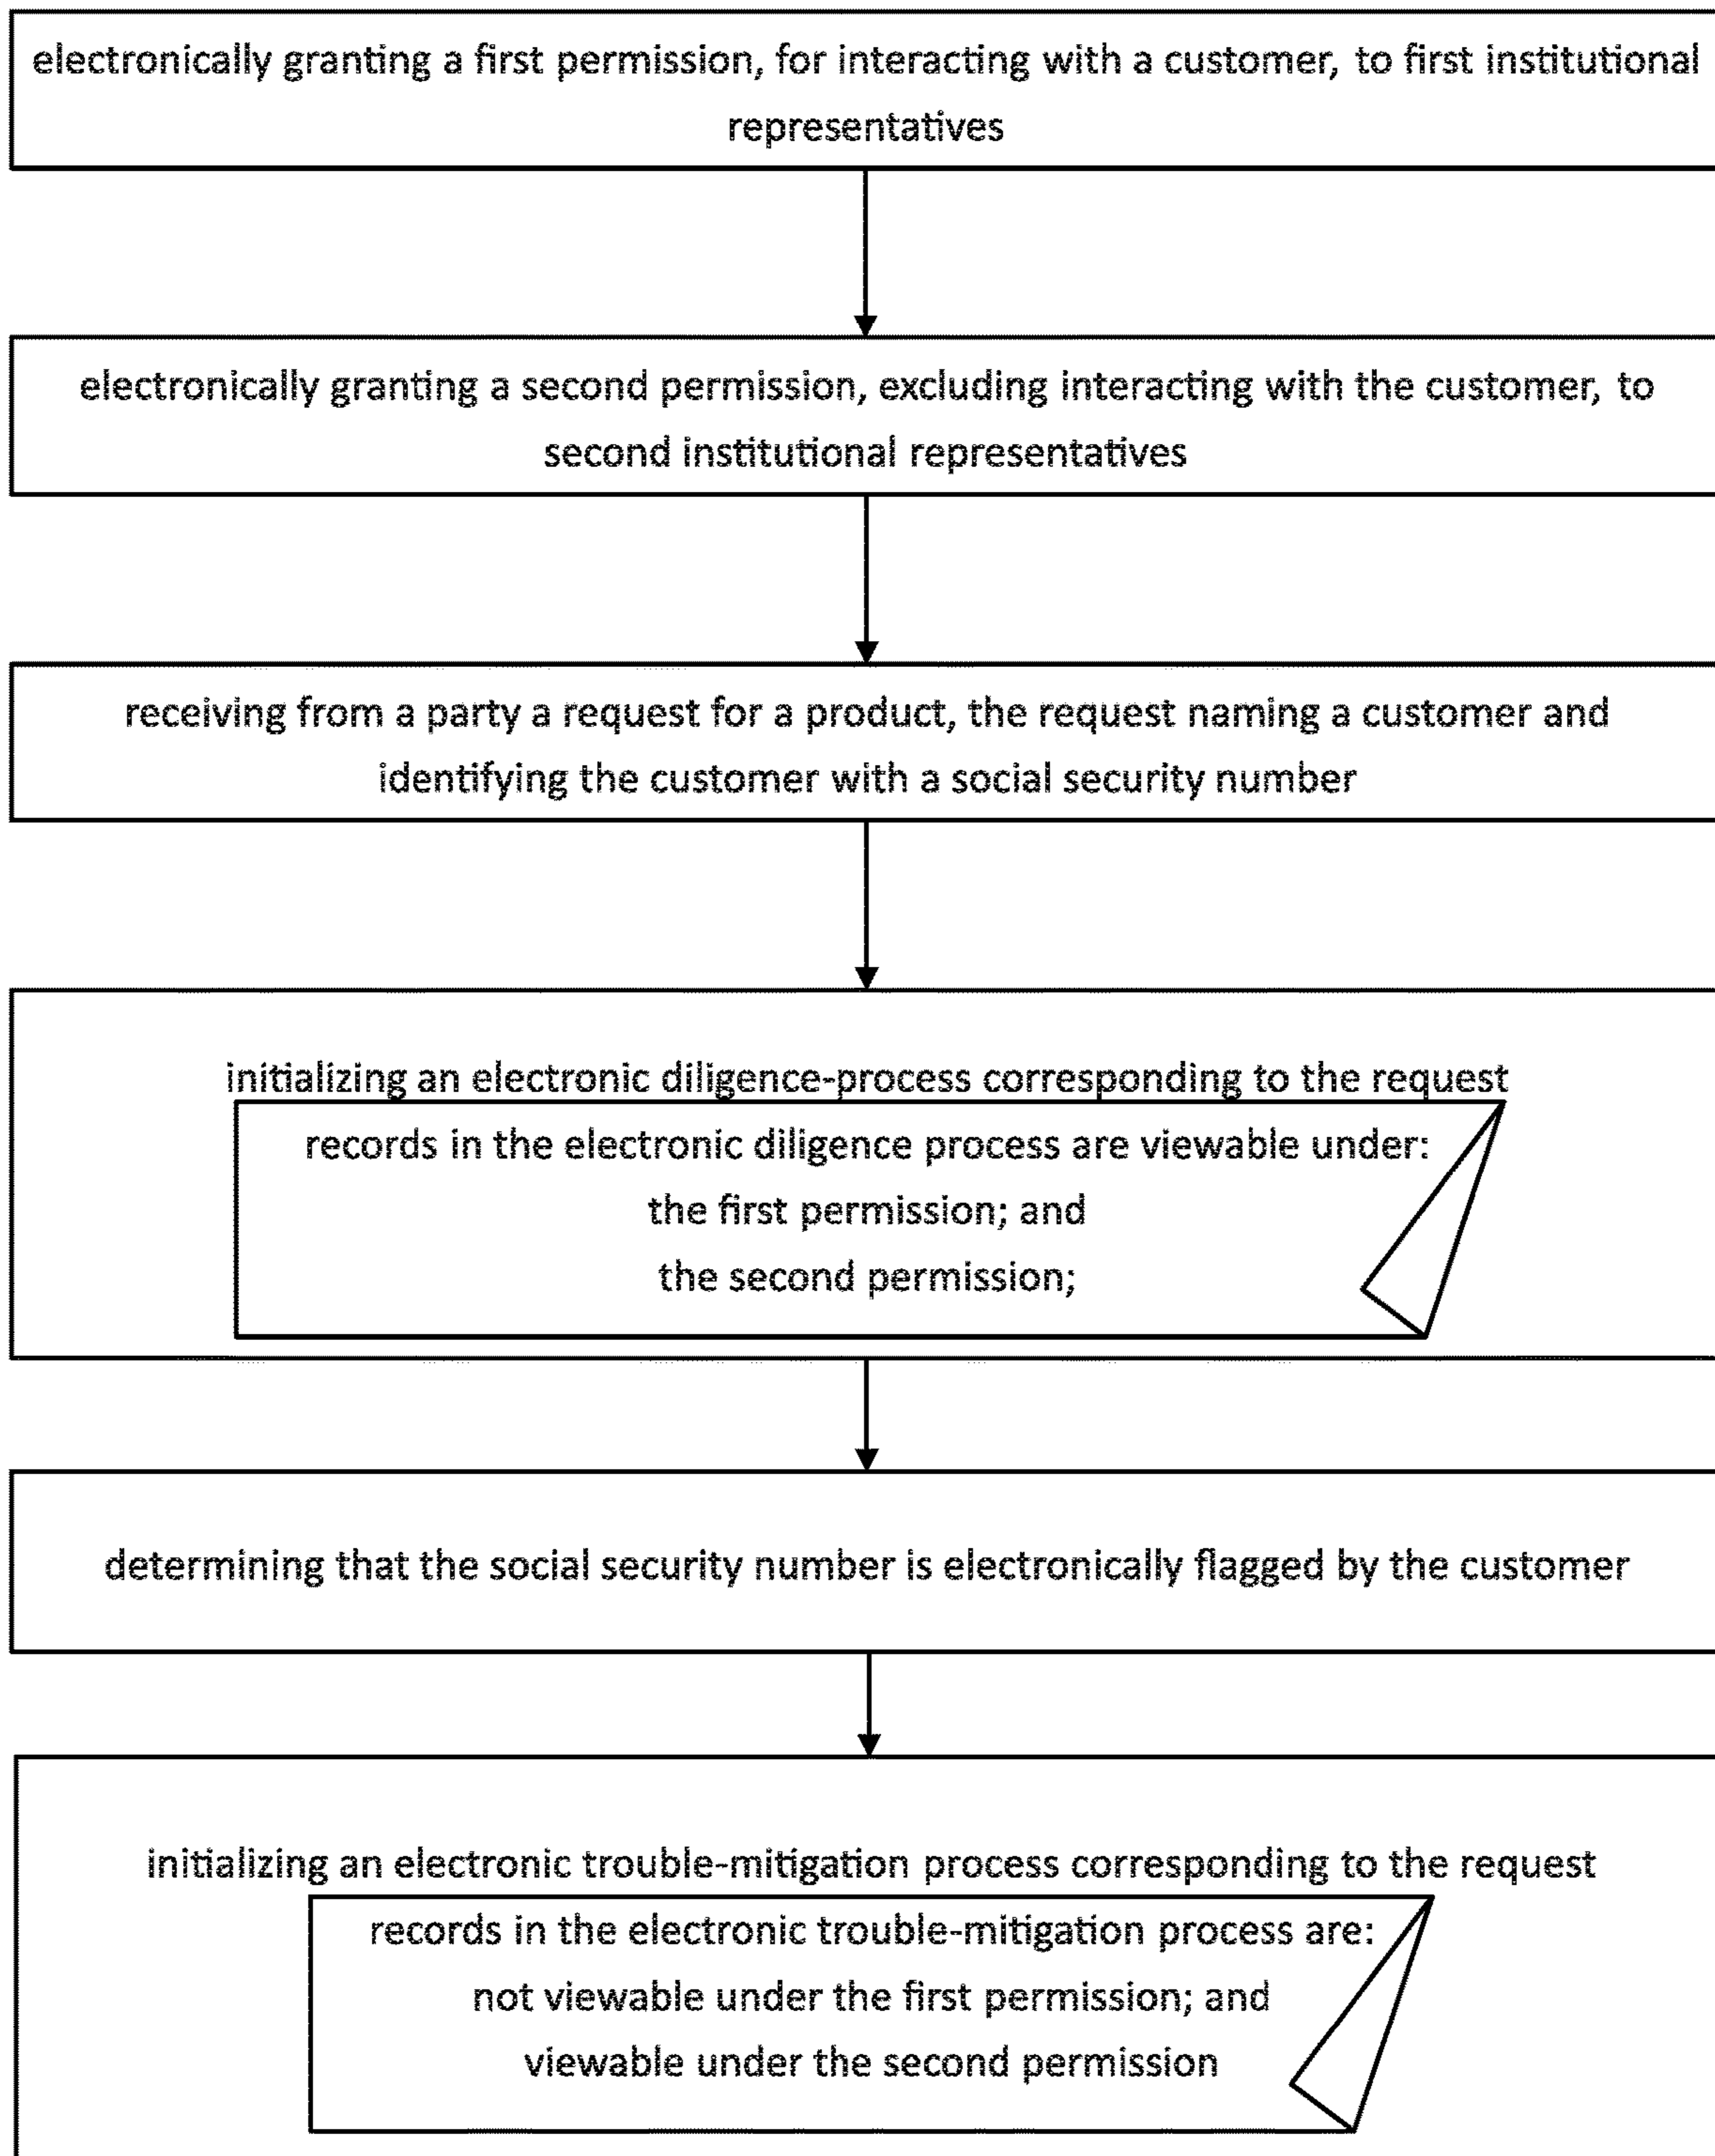 electronically granting a first permission, for interacting with a customer, to first institutional
representatives
electronically granting a second permission, excluding interacting with the customer, to
second institutional representatives
receiving from a party a request for a product, the request naming a customer and
identifying the customer with a social security number
initializing an electronic diligence-process corresponding to the request
records in the electronic diligence process are viewable under:
the first permission; and
the second permission;
determining that the social security number is electronically flagged by the customer
initializing an electronic trouble-mitigation process corresponding to the request
records in the electronic trouble-mitigation process are:
not viewable under the first permission; and
viewable under the second permission